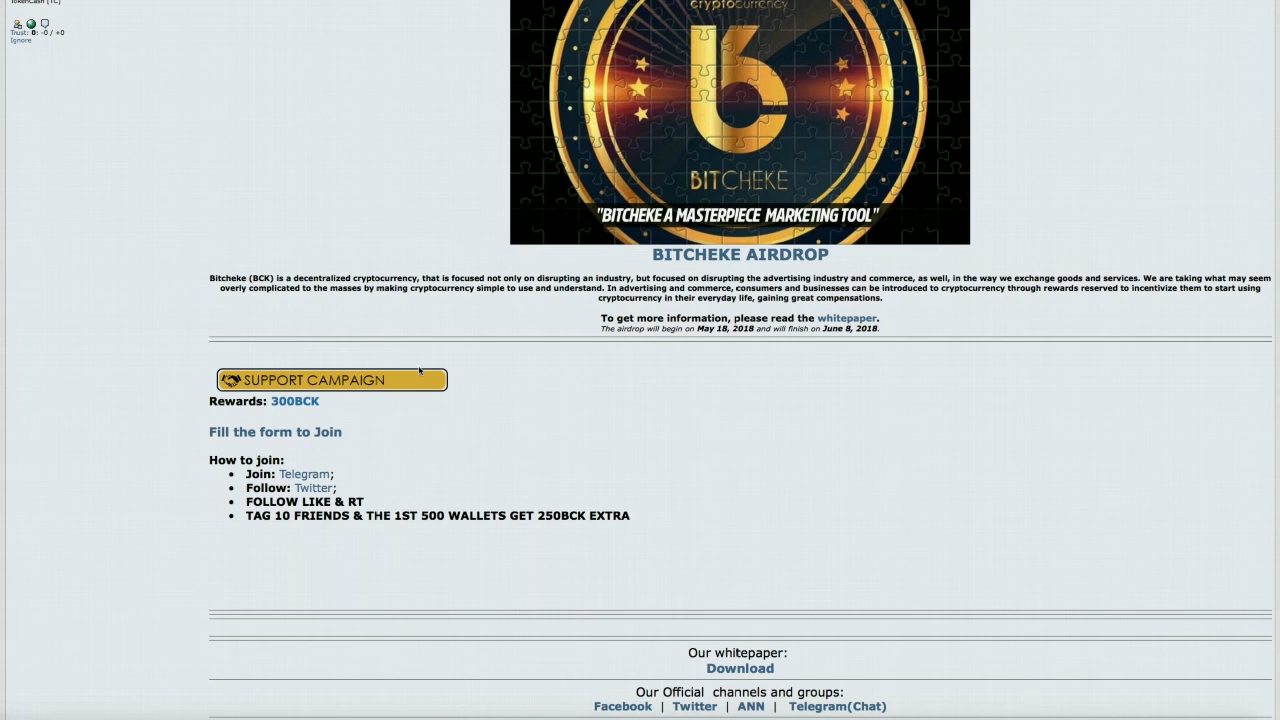 TokenCash [TC]
Trust: 0: -0 / +0
Ignore
cryptocurrency
BITCHEKE
"BITCHEKE A MASTERPIECE MARKETING TOOL"
BITCHEKE AIRDROP
Bitcheke (BCK) is a decentralized cryptocurrency, that is focused not only on disrupting an industry, but focused on disrupting the advertising industry and commerce, as well, in the way we exchange goods and services. We are taking what may seem
overly complicated to the masses by making cryptocurrency simple to use and understand. In advertising and commerce, consumers and businesses can be introduced to cryptocurrency through rewards reserved to incentivize them to start using
cryptocurrency in their everyday life, gaining great compensations.
To get more information, please read the whitepaper.
The airdrop will begin on May 18, 2018 and will finish on June 8, 2018.
SUPPORT CAMPAIGN
Rewards: 300BCK
Fill the form to Join
How to join:
• Join: Telegram;
• Follow: Twitter;
• FOLLOW LIKE & RT
• TAG 10 FRIENDS & THE 1ST 500 WALLETS GET 250BCK EXTRA
Our whitepaper:
Download
Our Official channels and groups:
Facebook | Twitter | ANN | Telegram(Chat)